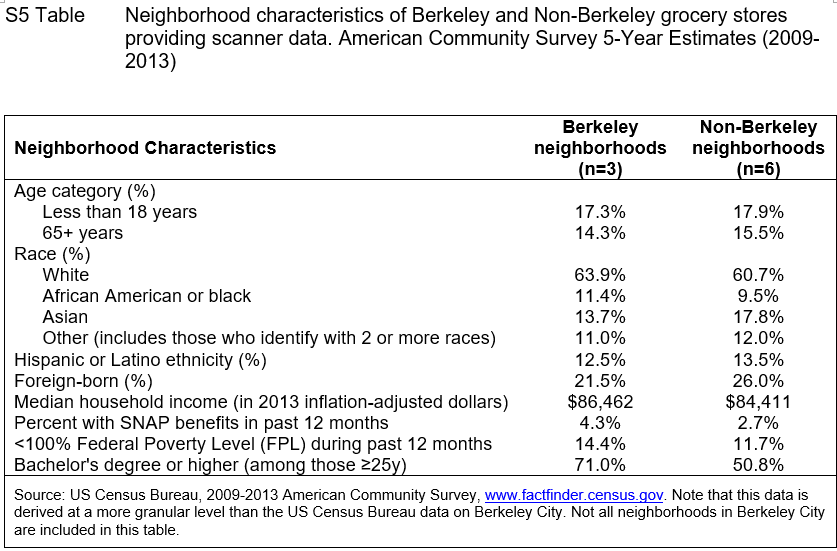 S5 Table Neighborhood characteristics of Berkeley and Non-Berkeley grocery stores
providing scanner data. American Community Survey 5-Year Estimates (2009-
2013)
Neighborhood Characteristics Berkeley neighborhoods (n=3) Non-Berkeley neighborhoods (n=6)
Age category (%)
Less than 18 years 17.3% 17.9%
65+ years 14.3% 15.5%
Race (%)
White 63.9% 60.7%
African American or black 11.4% 9.5%
Asian 13.7% 17.8%
Other (includes those who identify with 2 or more races) 11.0% 12.0%
Hispanic or Latino ethnicity (%) 12.5% 13.5%
Foreign-born (%) 21.5% 26.0%
Median household income (in 2013 inflation-adjusted dollars) $86,462 $84,411
Percent with SNAP benefits in past 12 months 4.3% 2.7%
<100% Federal Poverty Level (FPL) during past 12 months 14.4% 11.7%
Bachelor's degree or higher (among those ≥25y) 71.0% 50.8%
Source: US Census Bureau, 2009-2013 American Community Survey, www.factfinder.census.gov. Note that this data is
derived at a more granular level than the US Census Bureau data on Berkeley City. Not all neighborhoods in Berkeley City
are included in this table.